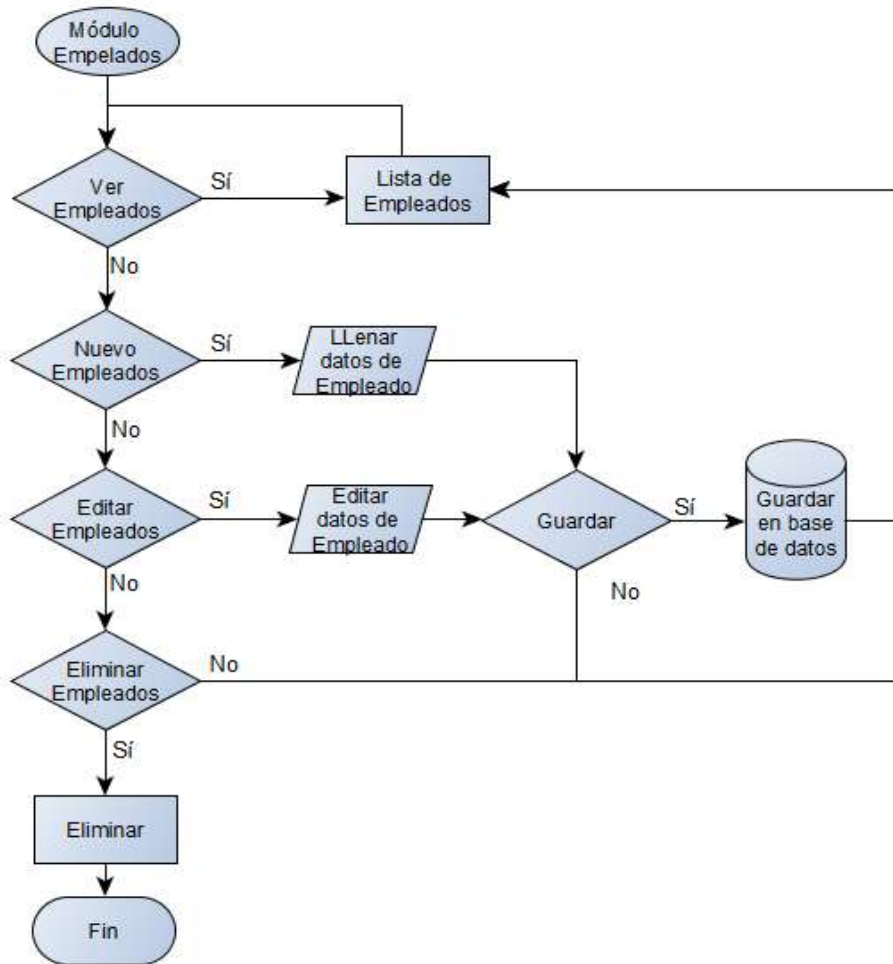 Módulo
Empelados
Ver
Empleados
Sí
Lista de
Empleados
No
Nuevo
Empleados
Sí
LLenar
datos de
Empleado
No
Editar
Empleados
Sí
Editar
datos de
Empleado
Guardar
Sí
Guardar
en base
de datos
No
No
Eliminar
Empleados
No
Sí
Eliminar
Fin